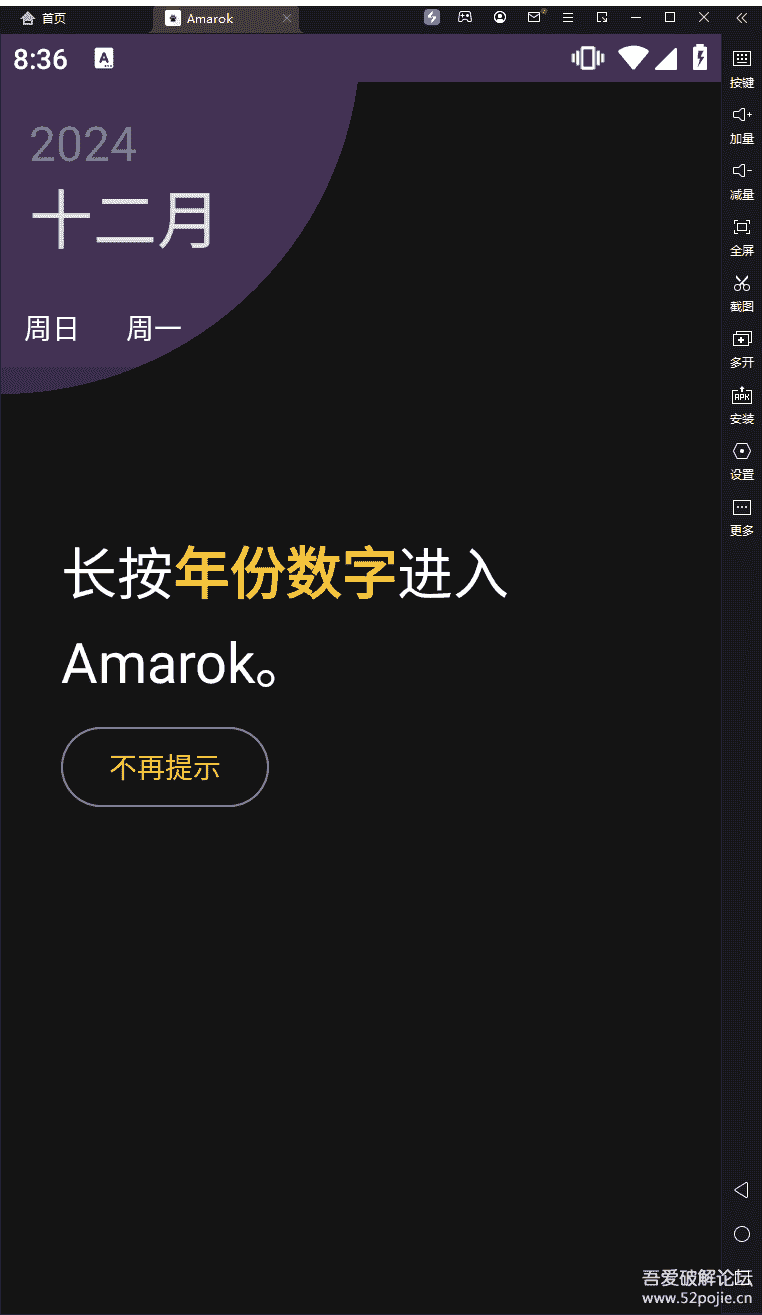 首页
Amarok
8:36
A
2024
十二月
周日 周一
长按年份数字进入
Amarok。
不再提示
按键
加量
减量
全屏
截图
多开
APK
安装
设置
更多
吾爱破解论坛
www.52pojie.cn